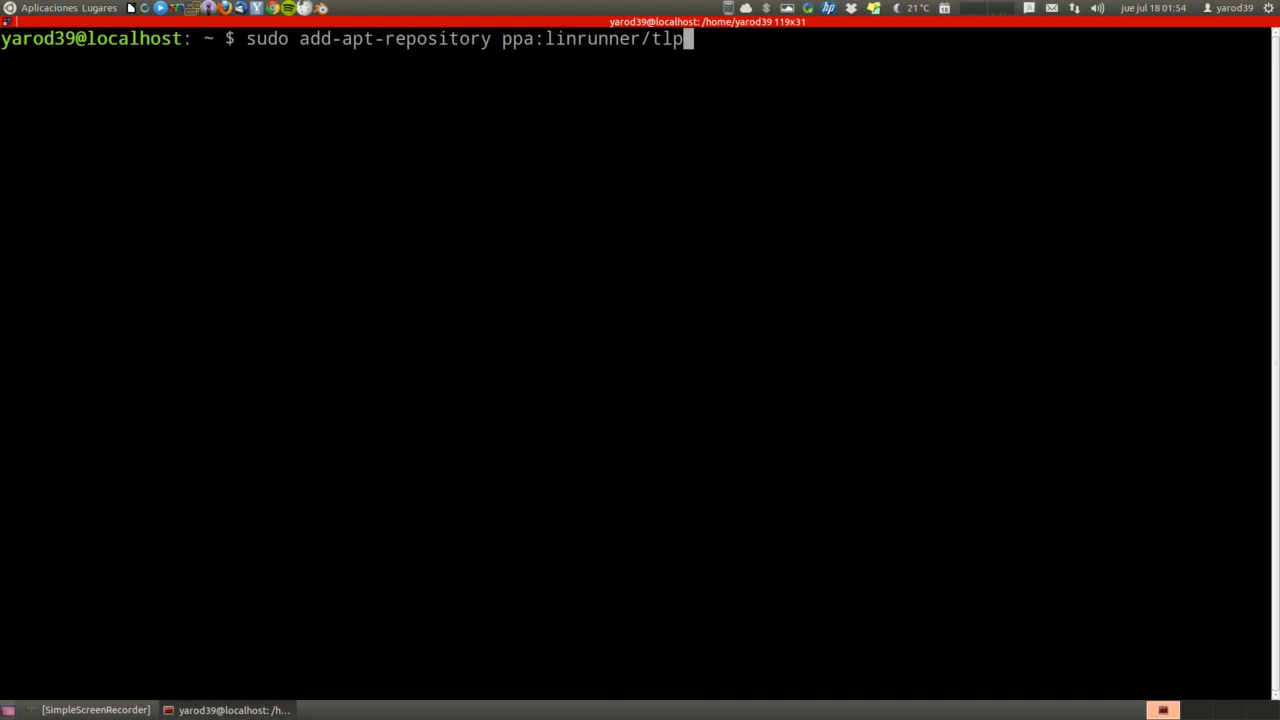 Aplicaciones Lugares
21°C
jue jul 18 01:54
yarod39
yarod39@localhost: /home/yarod39 119x31
yarod39@localhost: ~ $ sudo add-apt-repository ppa:linrunner/tlp
[SimpleScreenRecorder]
yarod39@localhost: /h...